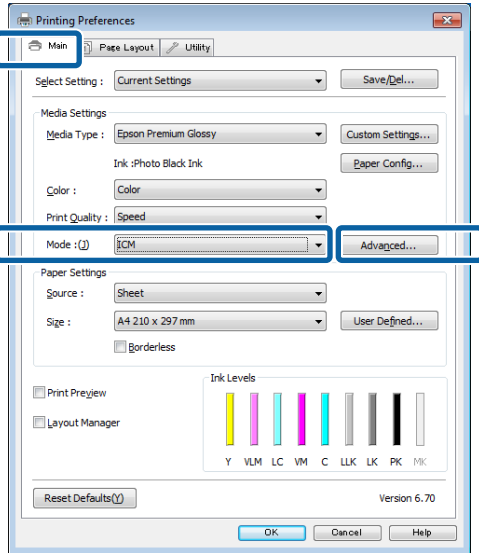 Printing Preferences
Main Page Layout Utility
Select Setting : Current Settings Save/Del...
Media Settings
Media Type : Epson Premium Glossy Custom Settings...
Ink :Photo Black Ink Paper Config...
Color : Color
Print Quality : Speed
Mode :(J) ICM Advanced...
Paper Settings
Source : Sheet
Size : A4 210 x 297 mm User Defined...
Borderless
Ink Levels
Print Preview
Layout Manager
Y VLM LC VM C LLK LK PK MK
Reset Defaults(Y) Version 6.70
OK Cancel Help